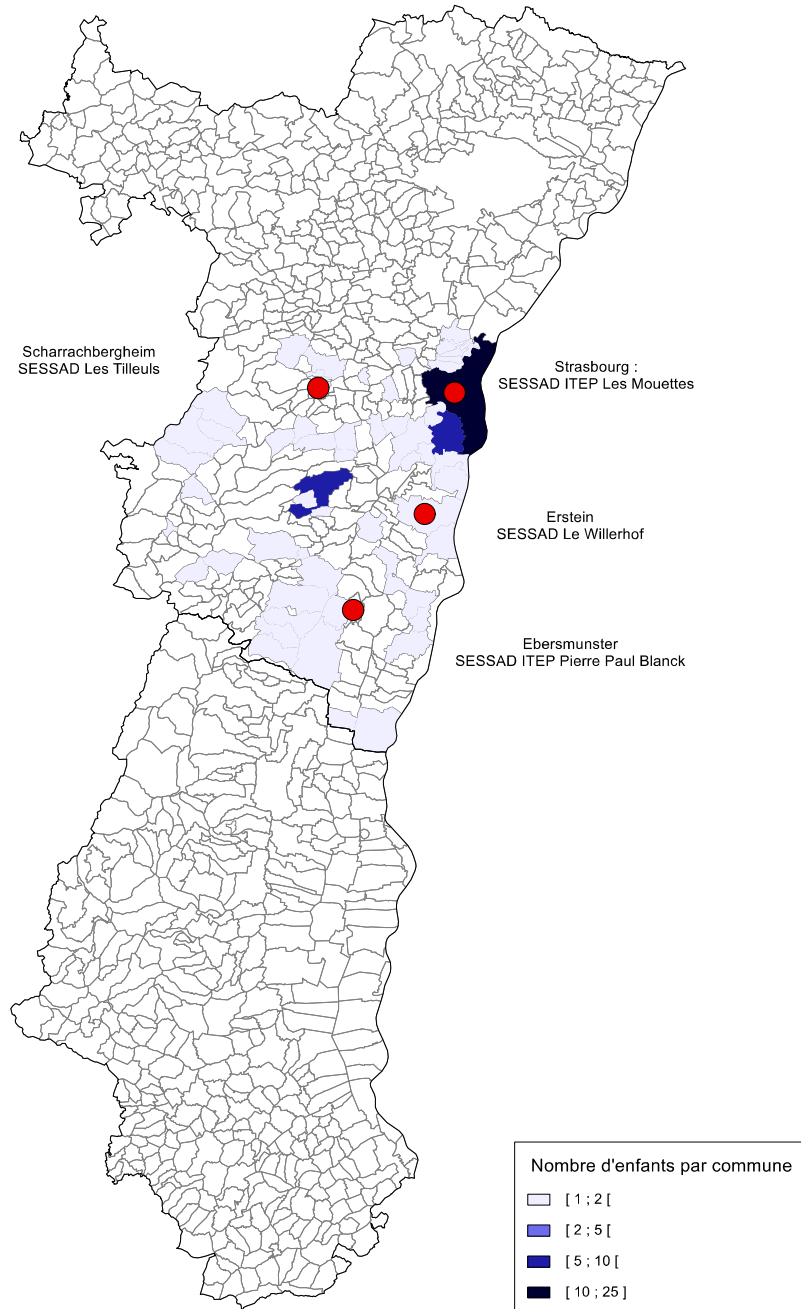 Scharrachbergheim
SESSAD Les Tilleuls
Strasbourg :
SESSAD ITEP Les Mouettes
Erstein
SESSAD Le Willerhof
Ebersmunster
SESSAD ITEP Pierre Paul Blanck
Nombre d'enfants par commune
[ 1 ; 2 [
[ 2 ; 5 [
[ 5 ; 10 [
[ 10 ; 25 ]